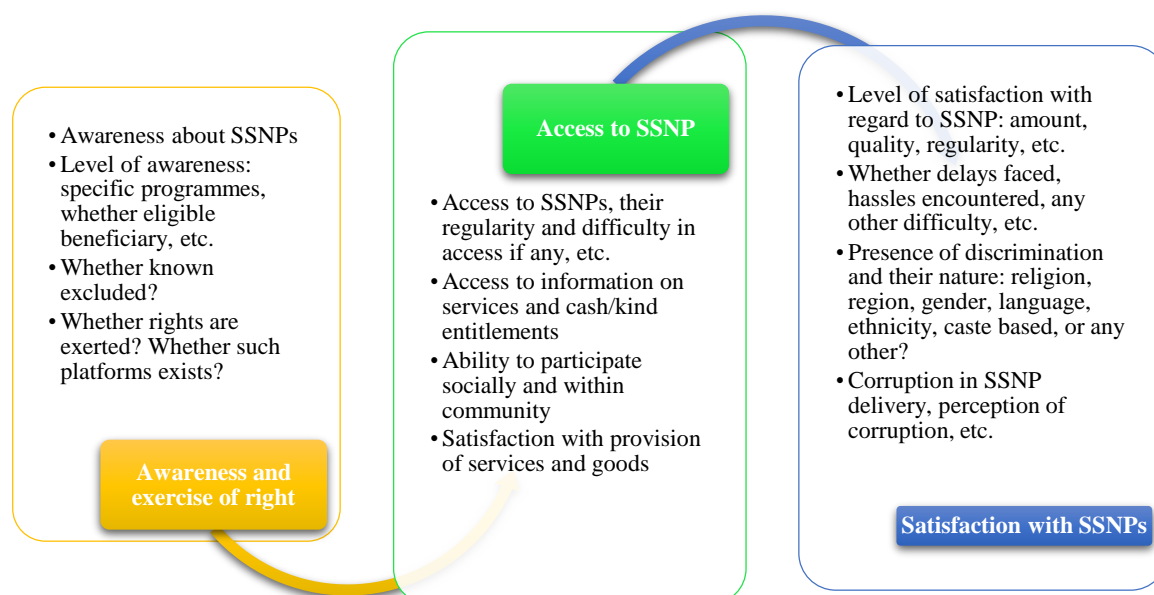 • Awareness about SSNPs
• Level of awareness:
specific programmes,
whether eligible
beneficiary, etc.
• Whether known
excluded?
• Whether rights are
exerted? Whether such
platforms exists?
Awareness and
exercise of right
Access to SSNP
• Access to SSNPs, their
regularity and difficulty in
access if any, etc.
• Access to information on
services and cash/kind
entitlements
• Ability to participate
socially and within
community
• Satisfaction with provision
of services and goods
• Level of satisfaction with
regard to SSNP: amount,
quality, regularity, etc.
• Whether delays faced,
hassles encountered, any
other difficulty, etc.
• Presence of discrimination
and their nature: religion,
region, gender, language,
ethnicity, caste based, or any
other?
• Corruption in SSNP
delivery, perception of
corruption, etc.
Satisfaction with SSNPs